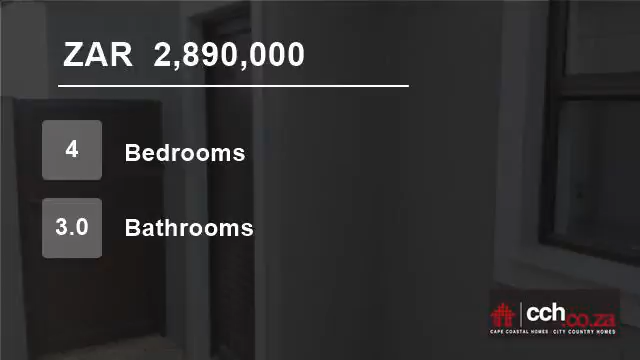 ZAR 2,890,000
4 Bedrooms
3.0 Bathrooms
cch.co.za
CAPE COASTAL HOMES · CITY COUNTRY HOMES